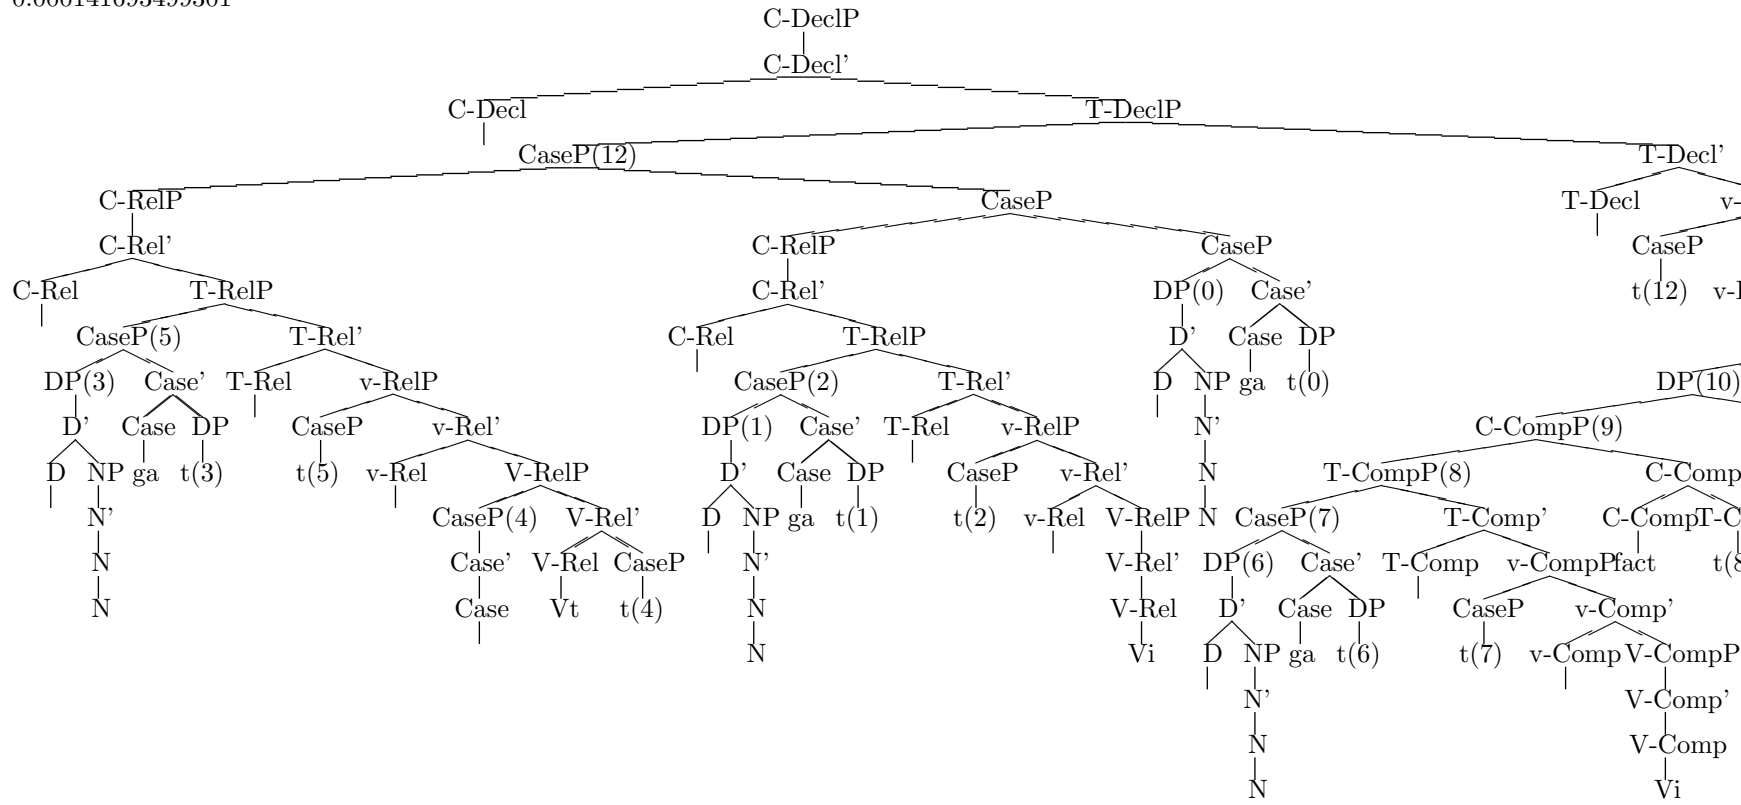 C-DeclP
C-Decl'
C-Decl T-DeclP
CaseP(12) T-Decl'
C-RelP CaseP T-Decl
C-Rel' C-RelP CaseP CaseP
C-Rel T-RelP C-Rel' DP(0) Case' t(12)
CaseP(5) T-Rel' C-Rel T-RelP D' Case DP
DP(3) Case' T-Rel v-RelP CaseP(2) T-Rel' D NP ga t(0) DP(10)
D' Case DP CaseP v-Rel' DP(1) Case' T-Rel v-RelP N' C-CompP(9)
D NP ga t(3) t(5) v-Rel V-RelP D' Case DP CaseP v-Rel' N T-CompP(8) C-Comp
N' CaseP(4) V-Rel' D NP ga t(1) t(2) v-Rel V-RelP N CaseP(7) T-Comp' C-Comp T-C
N Case' V-Rel CaseP N' V-Rel' DP(6) Case' T-Comp v-CompP fact t(8
N Case Vt t(4) N V-Rel D' Case DP CaseP v-Comp'
N Vi D NP ga t(6) t(7) v-Comp V-CompP
N' V-Comp'
N V-Comp
N Vi